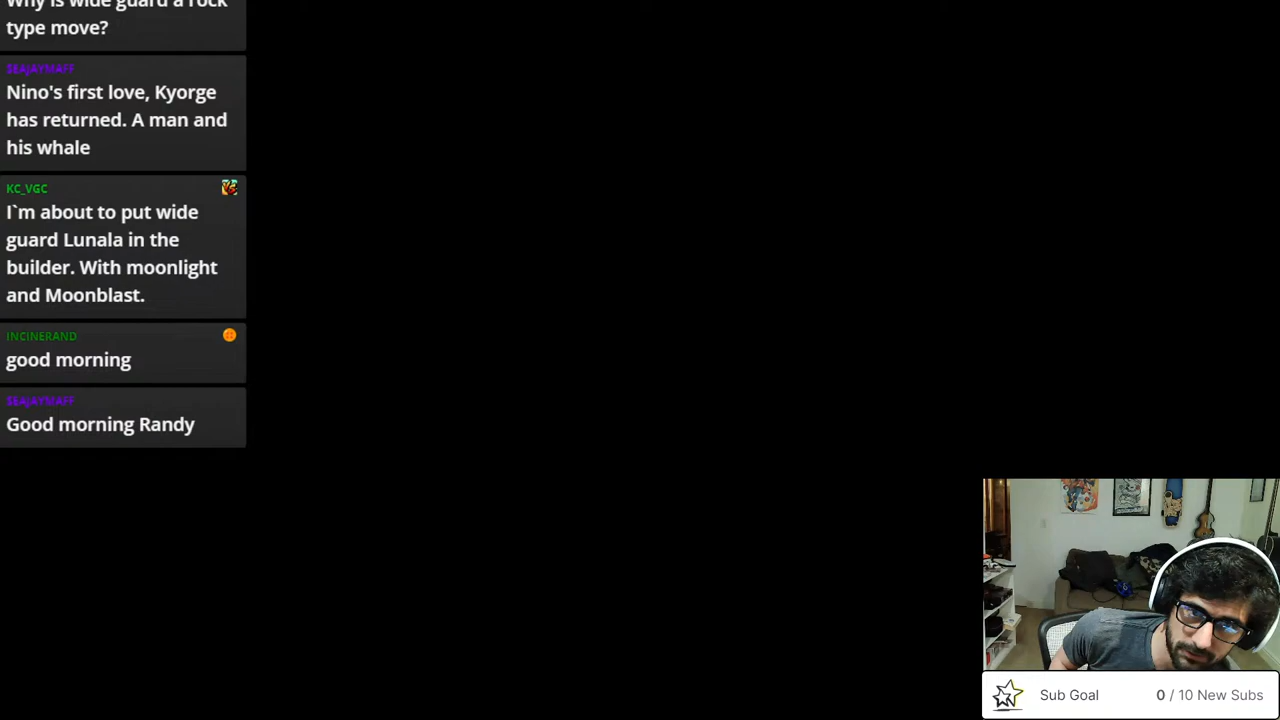 Why is wide guard a rock
type move?
SEAJAYMAFF
Nino's first love, Kyorge
has returned. A man and
his whale
KC_VGC
I`m about to put wide
guard Lunala in the
builder. With moonlight
and Moonblast.
INCINERAND
good morning
SEAJAYMAFF
Good morning Randy
Sub Goal 0 / 10 New Subs